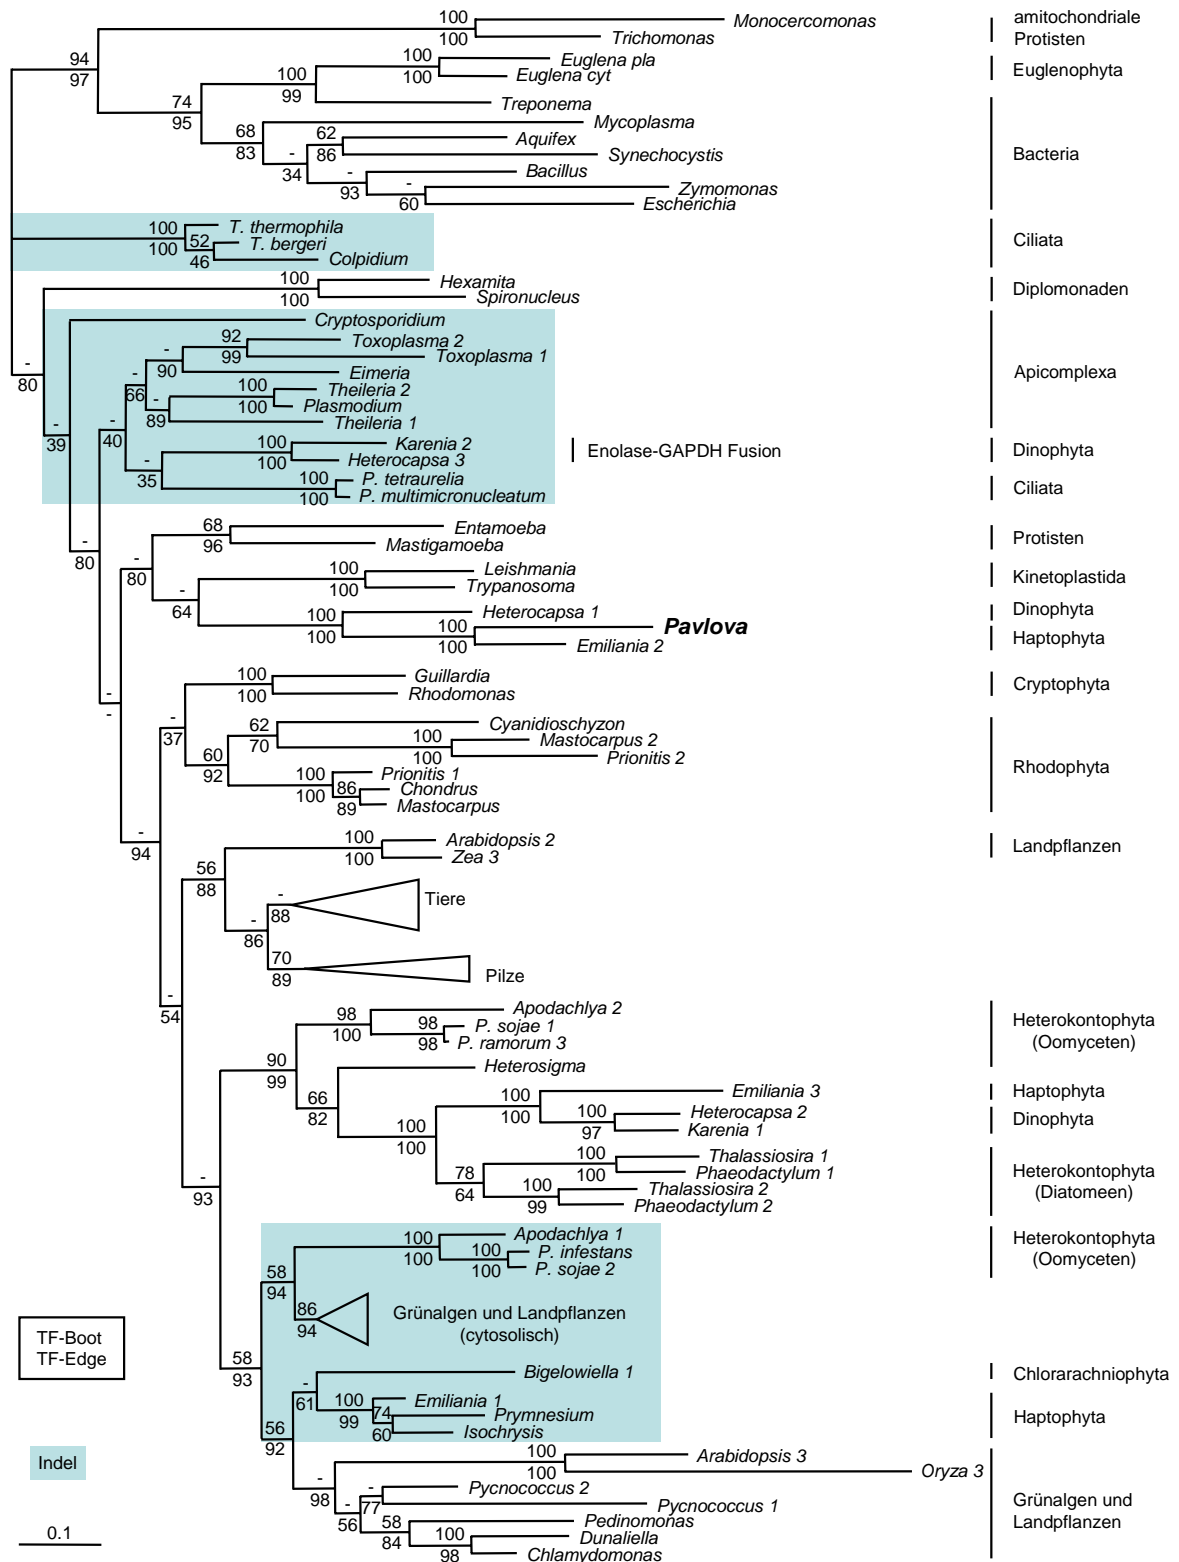 100
100
Monocercomonas
Trichomonas
amitochondriale
Protisten
94
97
100
100
Euglena pla
Euglena cyt
Euglenophyta
100
99
Treponema
74
95
68
83
Mycoplasma
62
86
Aquifex
Synechocystis
Bacteria
-
34
-
93
Bacillus
-
60
Zymomonas
Escherichia
100
100
T. thermophila
52
46
T. bergeri
Colpidium
Ciliata
100
100
Hexamita
Spironucleus
Diplomonaden
-
80
Cryptosporidium
92
99
Toxoplasma 2
Toxoplasma 1
-
90
Eimeria
Apicomplexa
-
66
100
100
Theileria 2
Plasmodium
-
89
Theileria 1
-
39
-
40
100
100
Karenia 2
Heterocapsa 3
Enolase-GAPDH Fusion
Dinophyta
-
35
100
100
P. tetraurelia
P. multimicronucleatum
Ciliata
-
80
68
96
Entamoeba
Mastigamoeba
Protisten
-
80
100
100
Leishmania
Trypanosoma
Kinetoplastida
-
64
100
100
Heterocapsa 1
Dinophyta
100
100
Pavlova
Emiliania 2
Haptophyta
-
-
100
100
Guillardia
Rhodomonas
Cryptophyta
-
37
62
70
Cyanidioschyzon
100
100
Mastocarpus 2
Prionitis 2
60
92
Rhodophyta
100
100
Prionitis 1
86
89
Chondrus
Mastocarpus
-
94
100
100
Arabidopsis 2
Zea 3
Landpflanzen
56
88
-
88
Tiere
-
86
70
89
Pilze
-
54
98
100
Apodachlya 2
98
98
P. sojae 1
P. ramorum 3
Heterokontophyta
(Oomyceten)
90
99
Heterosigma
66
82
100
100
Emiliania 3
Haptophyta
100
97
Heterocapsa 2
Karenia 1
Dinophyta
100
100
100
100
Thalassiosira 1
Phaeodactylum 1
78
64
100
99
Thalassiosira 2
Phaeodactylum 2
Heterokontophyta
(Diatomeen)
-
93
100
100
Apodachlya 1
100
100
P. infestans
P. sojae 2
Heterokontophyta
(Oomyceten)
58
94
86
94
Grünalgen und Landpflanzen
(cytosolisch)
TF-Boot
TF-Edge
58
93
Bigelowiella 1
Chlorarachniophyta
-
61
100
99
Emiliania 1
74
60
Prymnesium
Isochrysis
Haptophyta
56
92
100
100
Arabidopsis 3
Oryza 3
Indel
-
98
-
77
Pycnococcus 2
Pycnococcus 1
-
56
58
84
Pedinomonas
100
98
Dunaliella
Chlamydomonas
Grünalgen und
Landpflanzen
0.1